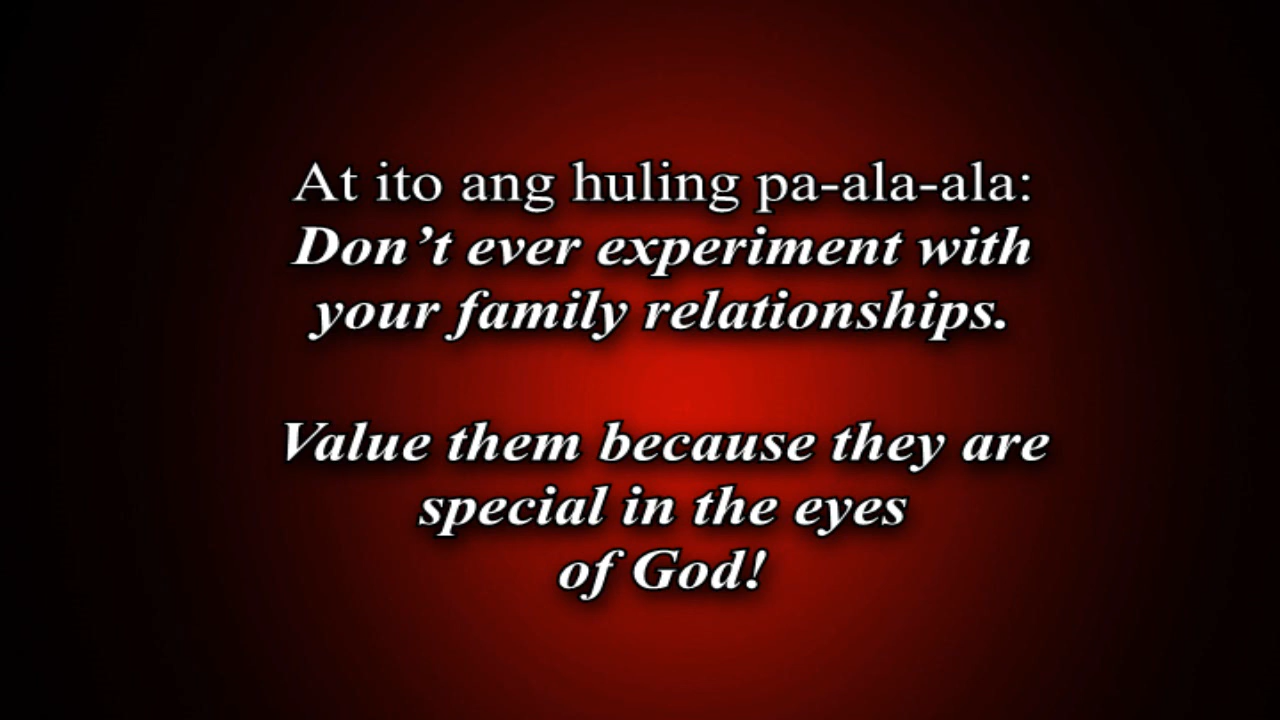 At ito ang huling pa-ala-ala:
Don’t ever experiment with
your family relationships.
Value them because they are
special in the eyes
of God!